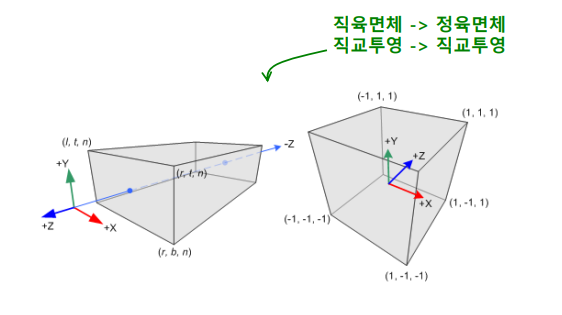 직육면체 -> 정육면체
직교투영 -> 직교투영
(l, t, n)
+Y
-Z
(r, t, n)
+Z
+X
(r, b, n)
(-1, 1, 1)
(1, 1, 1)
+Y
+Z
+X
(1, -1, 1)
(-1, -1, -1)
(1, -1, -1)